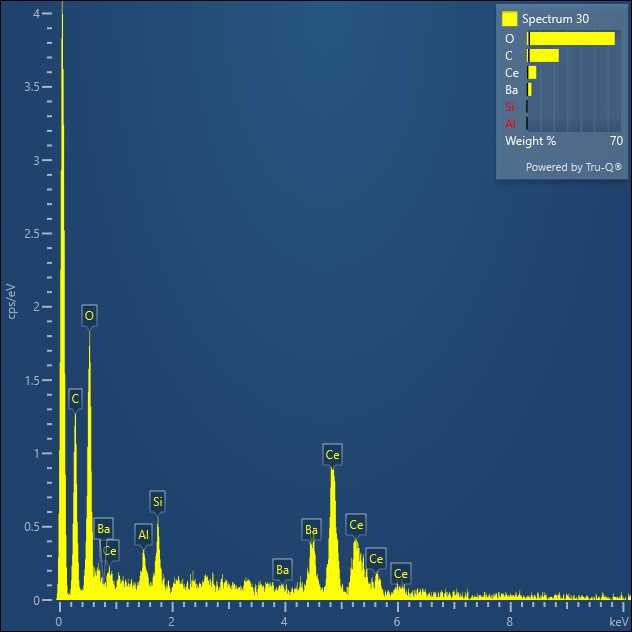 4
3.5
3
2.5
2
1.5
1
0.5
0
cps/eV
Spectrum 30
O
C
Ce
Ba
Si
Al
Weight % 70
Powered by Tru-Q®
O
C
Ba
Ce
Al
Si
Ba
Ba
Ce
Ce
Ce
Ce
0 2 4 6 8 keV